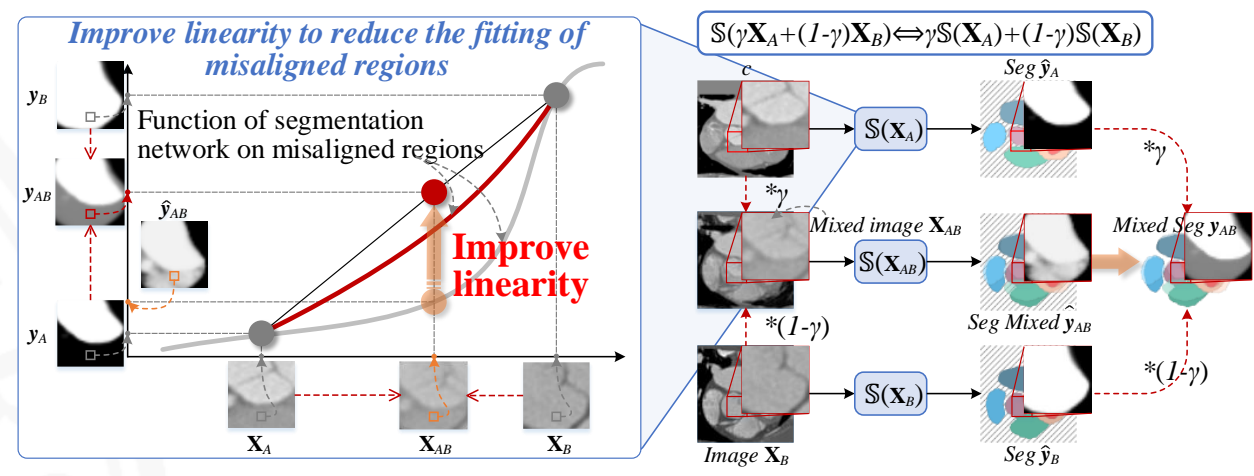 Improve linearity to reduce the fitting of
misaligned regions
y_B
Function of segmentation
network on misaligned regions
y_AB
ŷ_AB
Improve
linearity
y_A
X_A
X_AB
X_B
𝕊(γX_A+(1-γ)X_B)⇔γ𝕊(X_A)+(1-γ)𝕊(X_B)
c
Seg ŷ_A
𝕊(X_A)
*γ
*γ
Mixed image X_AB
Mixed Seg y_AB
𝕊(X_AB)
Seg Mixed ŷ_AB
*(1-γ)
*(1-γ)
𝕊(X_B)
Image X_B
Seg ŷ_B